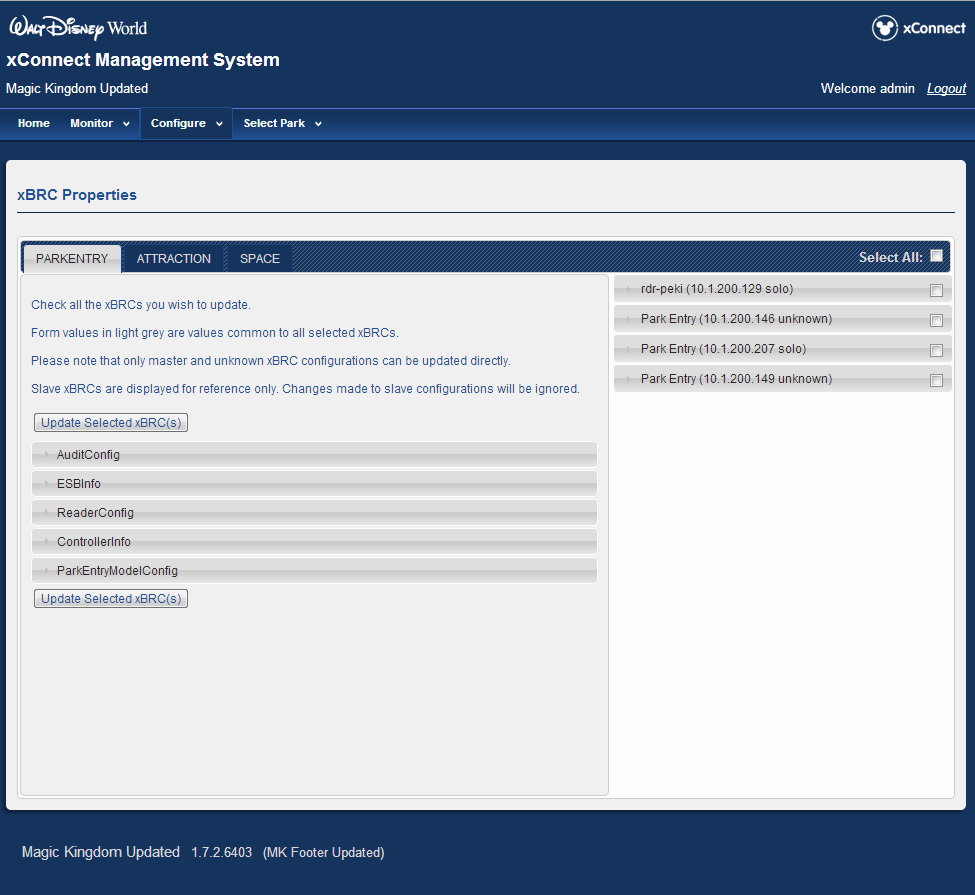 Walt Disney World
xConnect
xConnect Management System
Magic Kingdom Updated
Welcome admin Logout
Home Monitor Configure Select Park
xBRC Properties
PARKENTRY ATTRACTION SPACE Select All:
Check all the xBRCs you wish to update.
Form values in light grey are values common to all selected xBRCs.
Please note that only master and unknown xBRC configurations can be updated directly.
Slave xBRCs are displayed for reference only. Changes made to slave configurations will be ignored.
Update Selected xBRC(s)
AuditConfig
ESBInfo
ReaderConfig
ControllerInfo
ParkEntryModelConfig
Update Selected xBRC(s)
rdr-peki (10.1.200.129 solo)
Park Entry (10.1.200.146 unknown)
Park Entry (10.1.200.207 solo)
Park Entry (10.1.200.149 unknown)
Magic Kingdom Updated 1.7.2.6403 (MK Footer Updated)